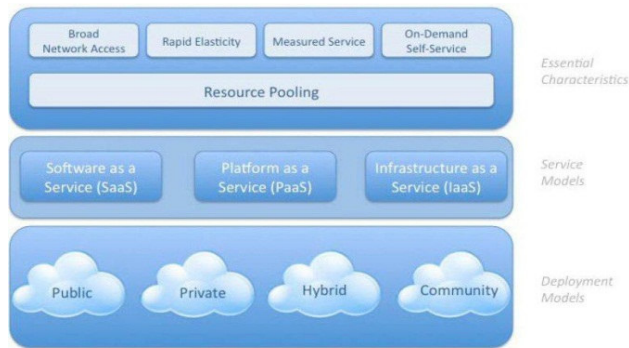 Broad
Network Access
Rapid Elasticity
Measured Service
On-Demand
Self-Service
Resource Pooling
Essential
Characteristics
Software as a
Service (SaaS)
Platform as a
Service (PaaS)
Infrastructure as a
Service (IaaS)
Service
Models
Public
Private
Hybrid
Community
Deployment
Models